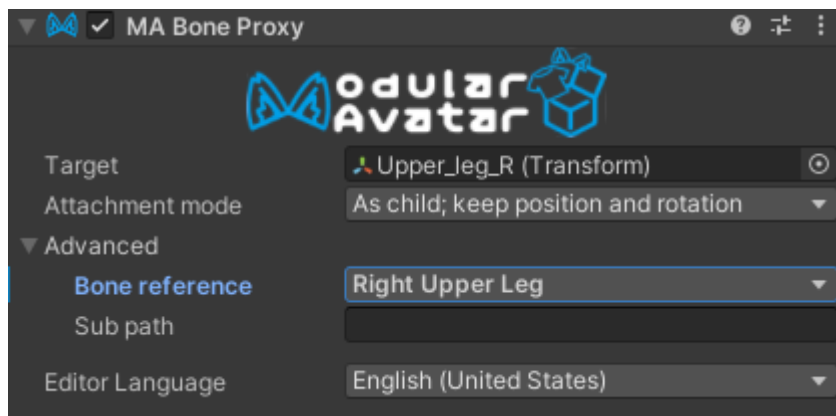 MA Bone Proxy
Modular
Avatar
Target
Upper_leg_R (Transform)
Attachment mode
As child; keep position and rotation
Advanced
Bone reference
Right Upper Leg
Sub path
Editor Language
English (United States)